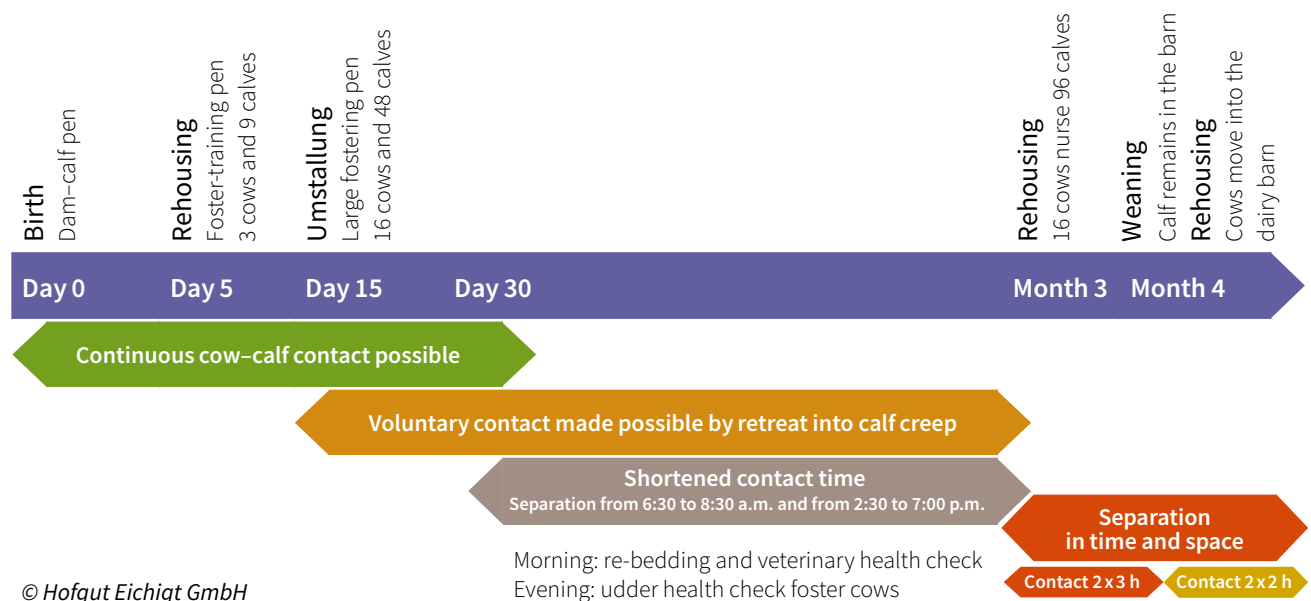 Birth
Dam–calf pen
Rehousing
Foster-training pen
3 cows and 9 calves
Umstallung
Large fostering pen
16 cows and 48 calves
Rehousing
16 cows nurse 96 calves
Weaning
Calf remains in the barn
Rehousing
Cows move into the
dairy barn
Day 0
Day 5
Day 15
Day 30
Month 3
Month 4
Continuous cow–calf contact possible
Voluntary contact made possible by retreat into calf creep
Shortened contact time
Separation from 6:30 to 8:30 a.m. and from 2:30 to 7:00 p.m.
Separation
in time and space
Contact 2 x 3 h
Contact 2 x 2 h
Morning: re-bedding and veterinary health check
Evening: udder health check foster cows
© Hofgut Eichigt GmbH